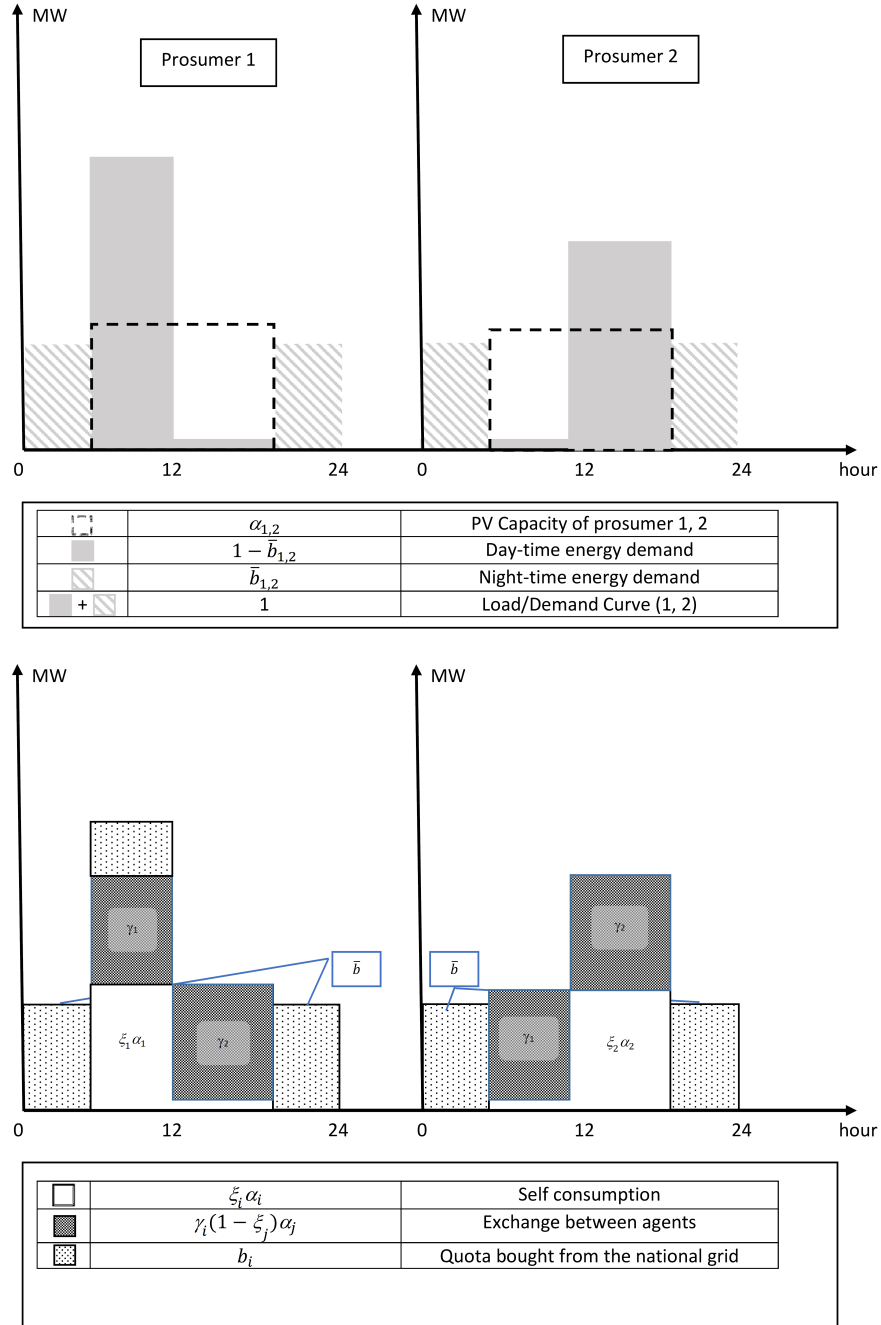 MW
MW
Prosumer 1
Prosumer 2
0
12
24
0
12
24
hour
α₁,₂
PV Capacity of prosumer 1, 2
1 − b̅₁,₂
Day-time energy demand
b̅₁,₂
Night-time energy demand
+
1
Load/Demand Curve (1, 2)
MW
MW
γ₁
γ₂
b̅
b̅
ξ₁α₁
γ₂
γ₁
ξ₂α₂
0
12
24
0
12
24
hour
ξᵢαᵢ
Self consumption
γᵢ(1 − ξⱼ)αⱼ
Exchange between agents
bᵢ
Quota bought from the national grid